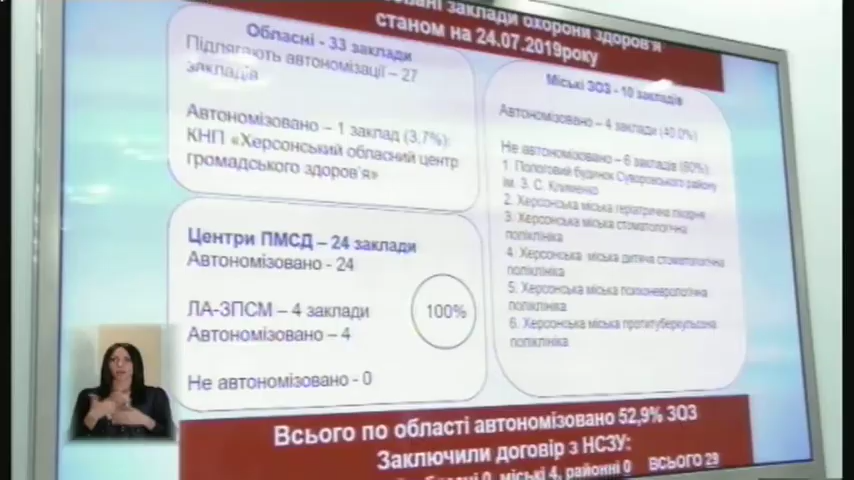 заклади охорони здоров'я
станом на 24.07.2019року
Обласні - 33 заклади
Підлягають автономізації – 27
закладів
Автономізовано – 1 заклад (3,7%):
КНП «Херсонський обласний центр
громадського здоров'я»
Центри ПМСД – 24 заклади
Автономізовано - 24
ЛА-ЗПСМ – 4 заклади
Автономізовано – 4
100%
Не автономізовано - 0
Міські ЗОЗ - 10 закладів
Автономізовано – 4 заклади (40,0%)
Не автономізовано – 6 закладів (60%):
1. Пологовий будинок Суворовського району
ім. З. С. Клименко
2. Херсонська міська геріатрична лікарня
3. Херсонська міська стоматологічна
поліклініка
4. Херсонська міська дитяча стоматологічна
поліклініка
5. Херсонська міська психоневрологічна
поліклініка
6. Херсонська міська протитуберкульозна
поліклініка
Всього по області автономізовано 52,9% ЗОЗ
Заключили договір з НСЗУ:
0, міські 4, районні 0 ВСЬОГО 29